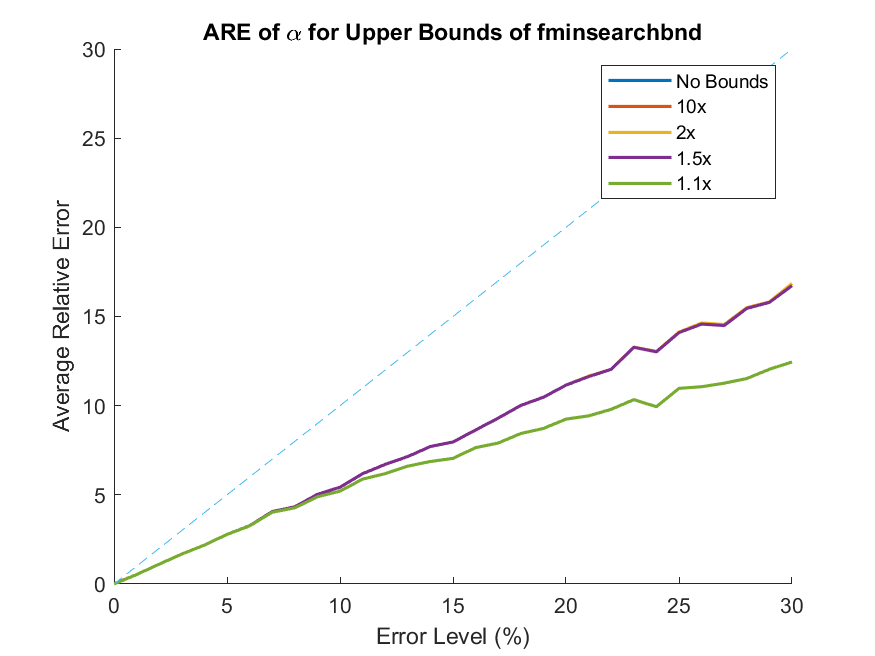 ARE of α for Upper Bounds of fminsearchbnd
30
25
20
15
10
5
0
Average Relative Error
No Bounds
10x
2x
1.5x
1.1x
0 5 10 15 20 25 30
Error Level (%)